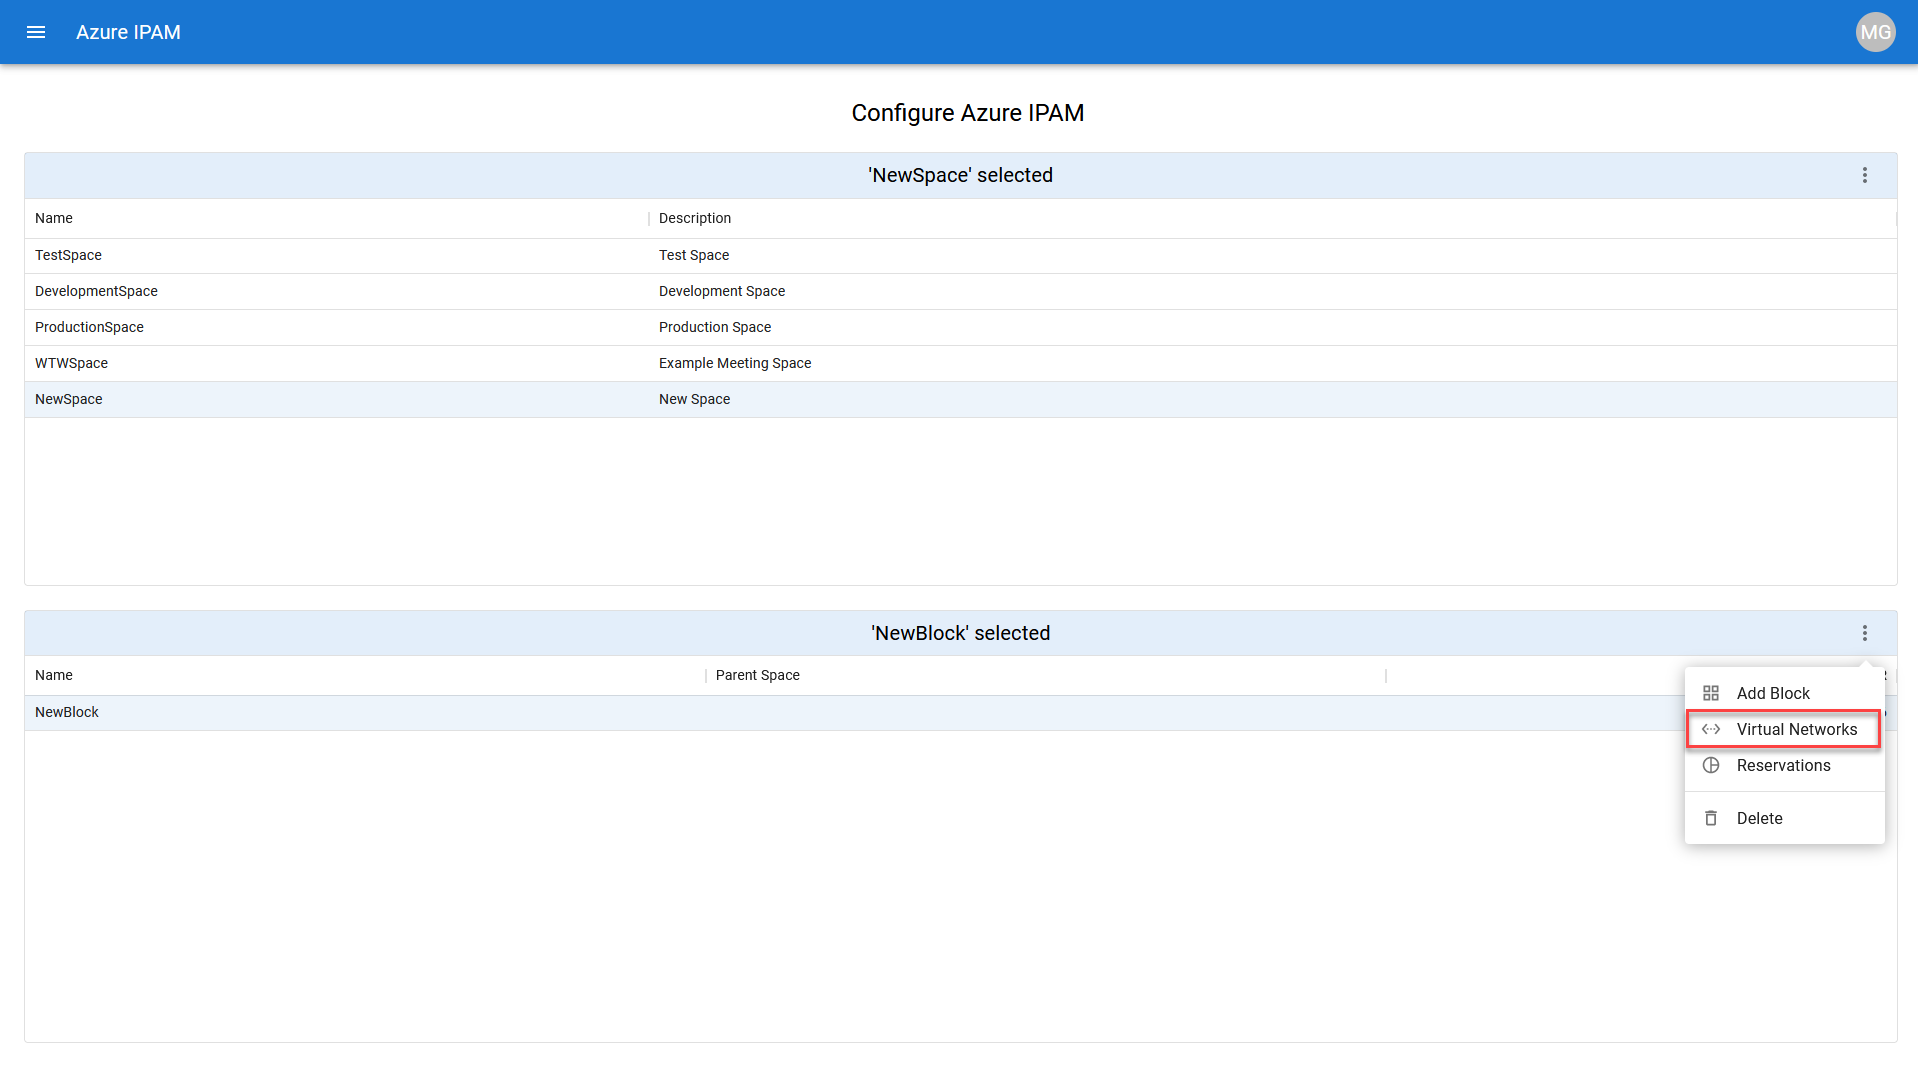 Azure IPAM
MG
Configure Azure IPAM
'NewSpace' selected
Name Description
TestSpace Test Space
DevelopmentSpace Development Space
ProductionSpace Production Space
WTWSpace Example Meeting Space
NewSpace New Space
'NewBlock' selected
Name Parent Space
NewBlock
Add Block
Virtual Networks
Reservations
Delete